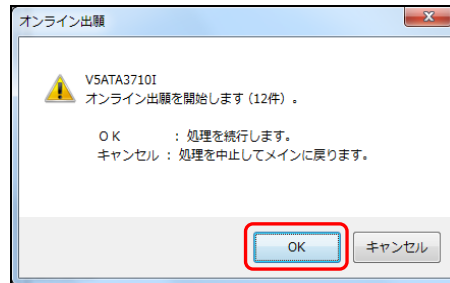 オンライン出願
V5ATA3710I
オンライン出願を開始します(12件)。
OK : 処理を続行します。
キャンセル : 処理を中止してメインに戻ります。
OK
キャンセル